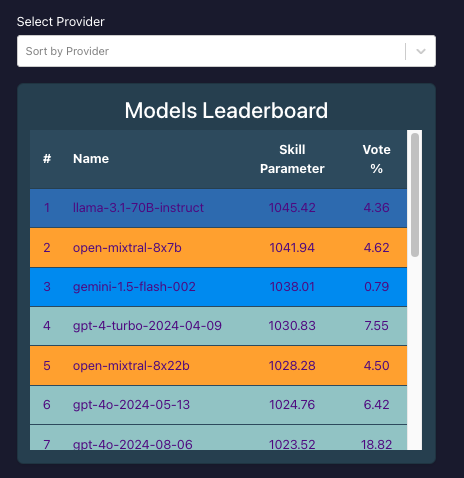 Select Provider
Sort by Provider
Models Leaderboard
# Name Skill Parameter Vote %
1 llama-3.1-70B-instruct 1045.42 4.36
2 open-mixtral-8x7b 1041.94 4.62
3 gemini-1.5-flash-002 1038.01 0.79
4 gpt-4-turbo-2024-04-09 1030.83 7.55
5 open-mixtral-8x22b 1028.28 4.50
6 gpt-4o-2024-05-13 1024.76 6.42
7 gpt-4o-2024-08-06 1023.52 18.82